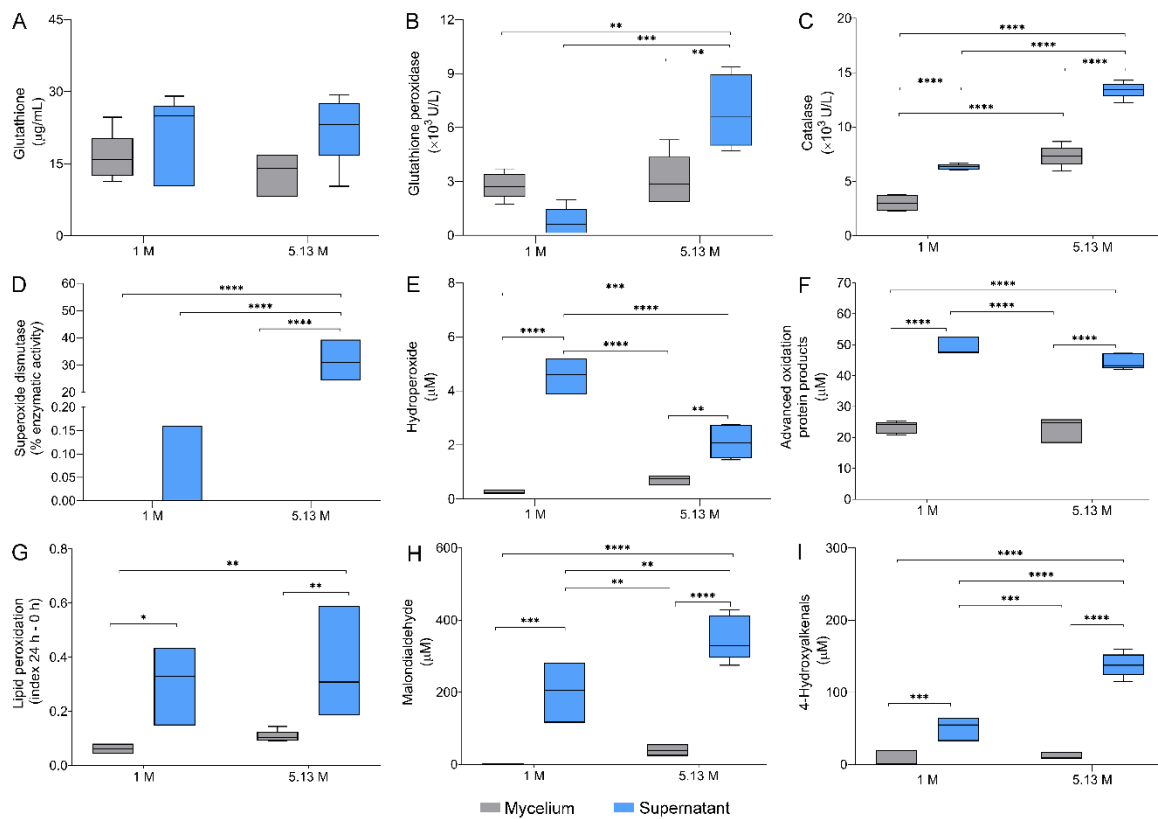 A
Glutathione
(µg/mL)
45
30
15
0
1 M
5.13 M
B
Glutathione peroxidase
(×10³ U/L)
12
9
6
3
0
**
***
**
1 M
5.13 M
C
Catalase
(×10³ U/L)
20
15
10
5
0
****
****
****
****
****
1 M
5.13 M
D
Superoxide dismutase
(% enzymatic activity)
60
50
40
30
20
10
0.20
0.15
0.10
0.05
0.00
****
****
****
1 M
5.13 M
E
Hydroperoxide
(µM)
8
6
4
2
0
***
****
****
****
**
1 M
5.13 M
F
Advanced oxidation
protein products
(µM)
70
60
50
40
30
20
10
0
****
****
****
****
1 M
5.13 M
G
Lipid peroxidation
(index 24 h - 0 h)
0.8
0.6
0.4
0.2
0.0
**
**
*
1 M
5.13 M
H
Malondialdehyde
(µM)
600
400
200
0
****
**
**
****
***
1 M
5.13 M
I
4-Hydroxyalkenals
(µM)
300
200
100
0
****
****
***
****
***
1 M
5.13 M
Mycelium
Supernatant